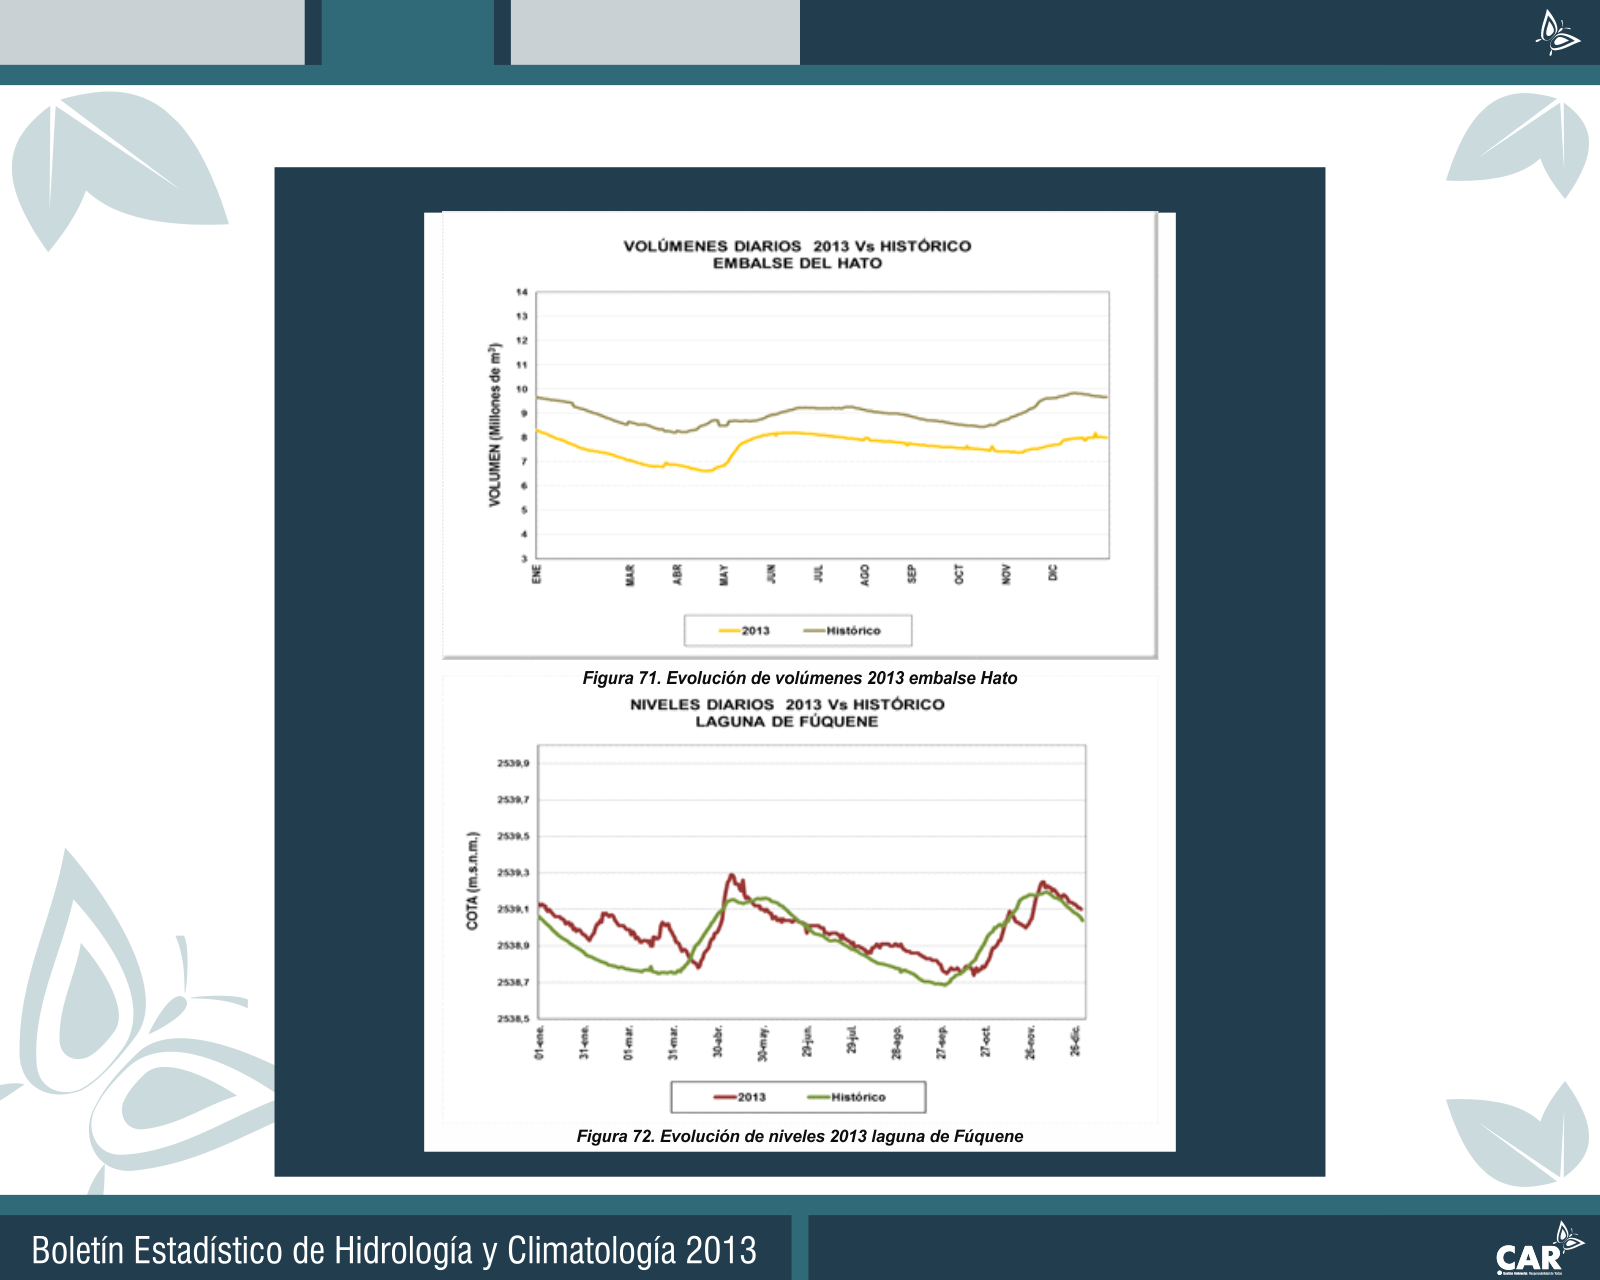 VOLÚMENES DIARIOS 2013 Vs HISTÓRICO
EMBALSE DEL HATO
VOLUMEN (Millones de m³)
14
13
12
11
10
9
8
7
6
5
4
3
ENE
MAR
ABR
MAY
JUN
JUL
AGO
SEP
OCT
NOV
DIC
2013
Histórico
Figura 71. Evolución de volúmenes 2013 embalse Hato
NIVELES DIARIOS 2013 Vs HISTÓRICO
LAGUNA DE FÚQUENE
COTA (m.s.n.m.)
2539,9
2539,7
2539,5
2539,3
2539,1
2538,9
2538,7
2538,5
01-ene.
31-ene.
01-mar.
31-mar.
30-abr.
30-may.
29-jun.
29-jul.
28-ago.
27-sep.
27-oct.
26-nov.
26-dic.
2013
Histórico
Figura 72. Evolución de niveles 2013 laguna de Fúquene
Boletín Estadístico de Hidrología y Climatología 2013
CAR